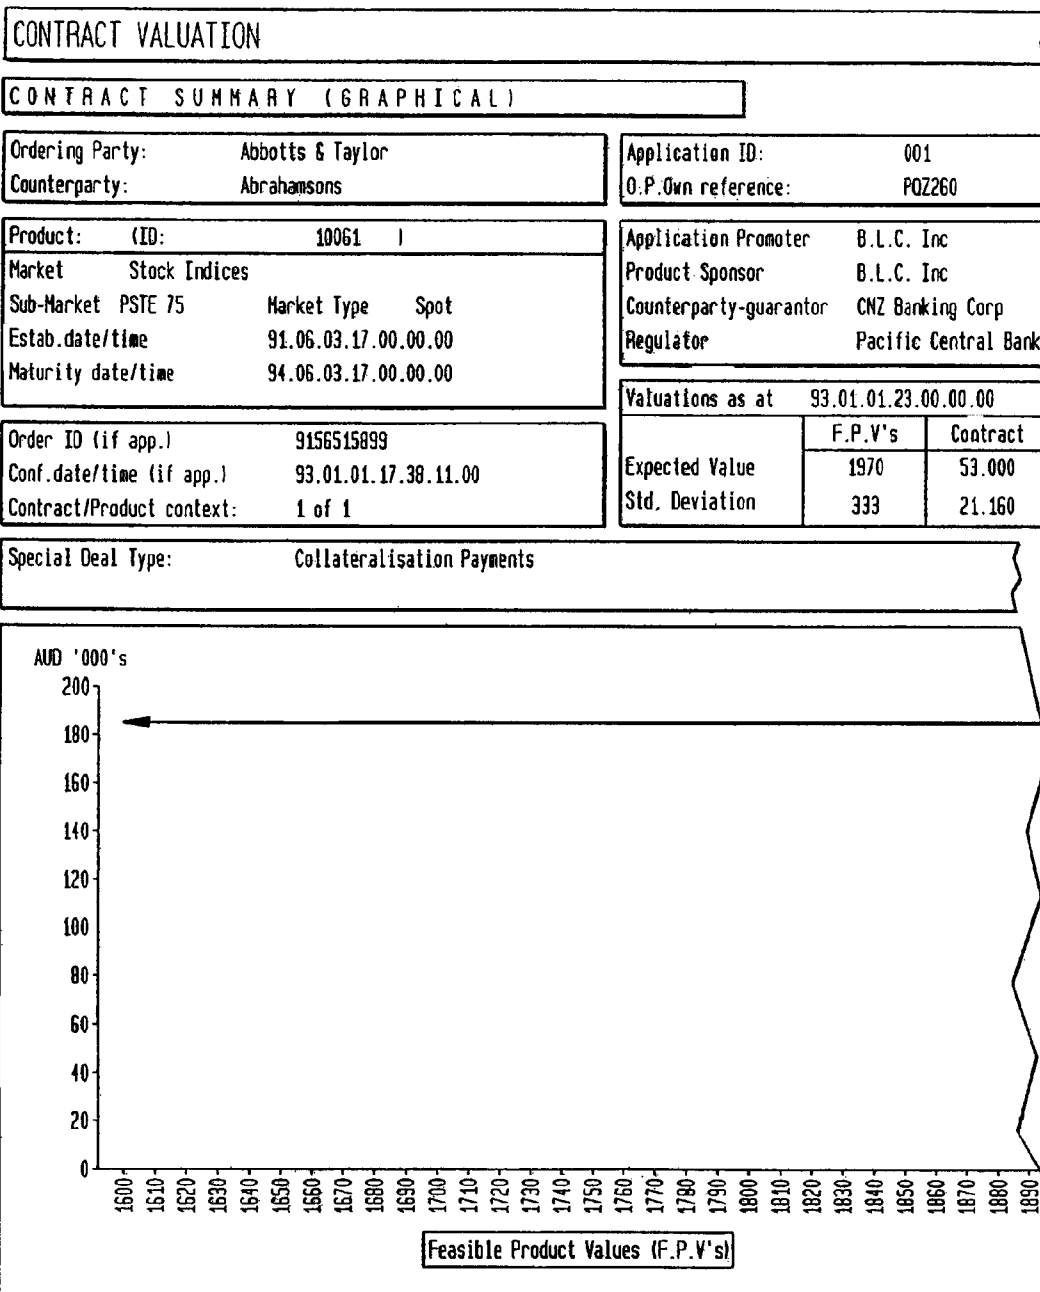 CONTRACT VALUATION
CONTRACT SUMMARY (GRAPHICAL)
Ordering Party: Abbotts & Taylor
Counterparty: Abrahamsons
Application ID: 001
O.P.Own reference: PQZ260
Product: (ID: 10061 )
Market Stock Indices
Sub-Market PSTE 75 Market Type Spot
Estab.date/time 91.06.03.17.00.00.00
Maturity date/time 94.06.03.17.00.00.00
Application Promoter B.L.C. Inc
Product Sponsor B.L.C. Inc
Counterparty-guarantor CNZ Banking Corp
Regulator Pacific Central Bank
Order ID (if app.) 9156515899
Conf.date/time (if app.) 93.01.01.17.38.11.00
Contract/Product context: 1 of 1
Valuations as at 93.01.01.23.00.00.00
F.P.V's Contract
Expected Value 1970 53.000
Std. Deviation 333 21.160
Special Deal Type: Collateralisation Payments
AUD '000's
200
180
160
140
120
100
80
60
40
20
0
1600 1610 1620 1630 1640 1650 1660 1670 1680 1690 1700 1710 1720 1730 1740 1750 1760 1770 1780 1790 1800 1810 1820 1830 1840 1850 1860 1870 1880 1890
Feasible Product Values (F.P.V's)